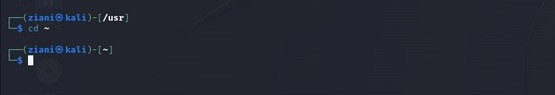 ┌──(ziani㉿kali)-[/usr]
└─$ cd ~
┌──(ziani㉿kali)-[~]
└─$